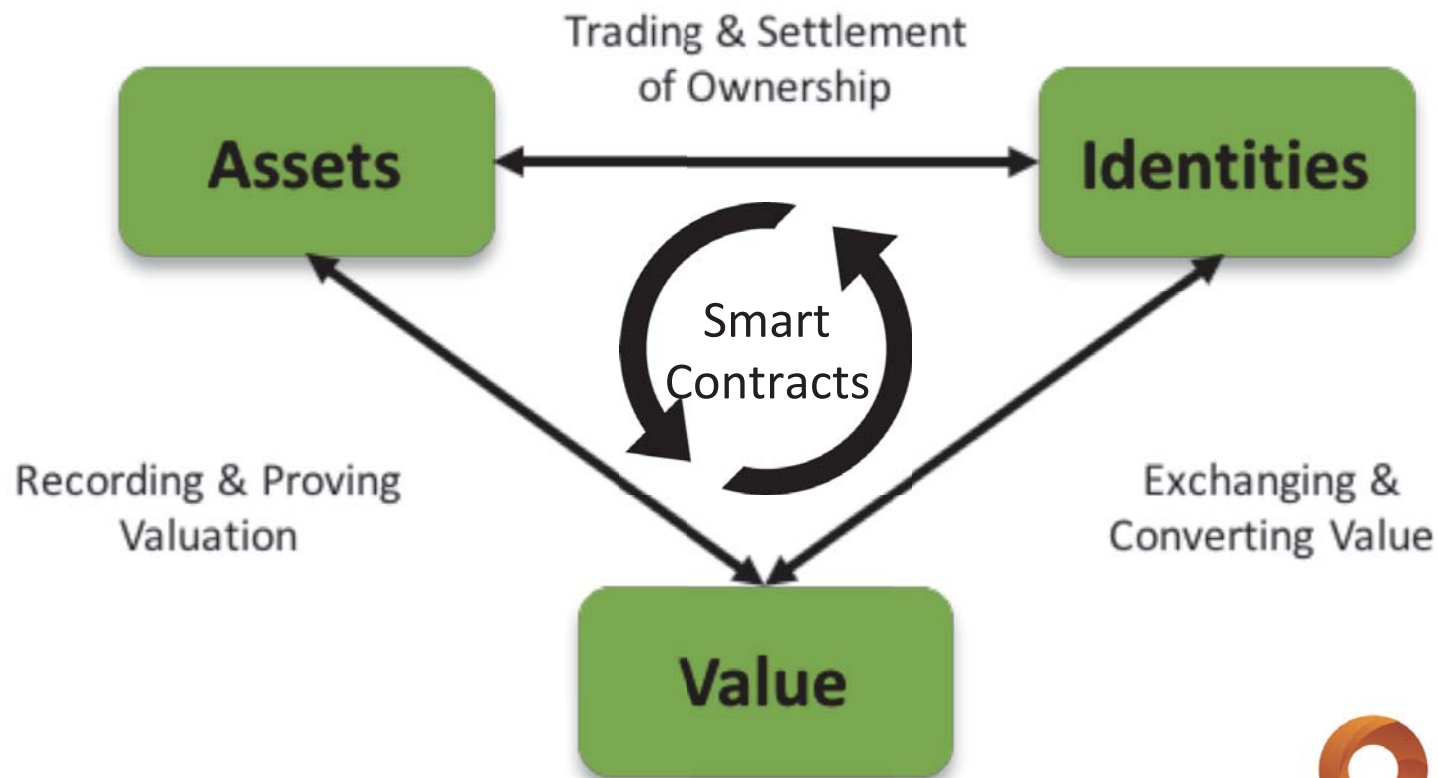 Trading & Settlement
of Ownership
Assets
Identities
Smart
Contracts
Recording & Proving
Valuation
Exchanging &
Converting Value
Value